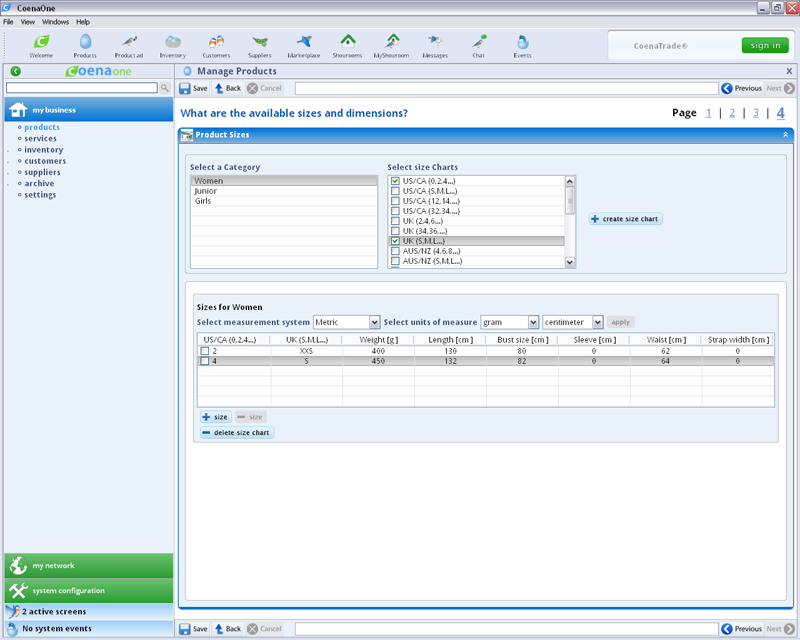 CoenaOne
File View Windows Help
Welcome Products Product ad Inventory Customers Suppliers Marketplace Showrooms MyShowroom Messages Chat Events
CoenaTrade® sign in
Coenaone
Manage Products
Save Back Cancel Previous Next
my business
products
services
inventory
customers
suppliers
archive
settings
What are the available sizes and dimensions?
Page 1 | 2 | 3 | 4
Product Sizes
Select a Category
Women
Junior
Girls
Select size Charts
US/CA (0,2,4...)
US/CA (S,M,L...)
US/CA (12,14,...)
US/CA (32,34,...)
UK (2,4,6...)
UK (34,36,...)
UK (S,M,L...)
AUS/NZ (4,6,8...)
AUS/NZ (S,M,L...)
create size chart
Sizes for Women
Select measurement system Metric Select units of measure gram centimeter apply
US/CA (0,2,4...) UK (S,M,L...) Weight [g ] Length [cm ] Bust size [cm ] Sleeve [cm ] Waist [cm ] Strap width [cm ]
2 XXS 400 130 80 0 62 0
4 S 450 132 82 0 64 0
size size
delete size chart
my network
system configuration
2 active screens
No system events
Save Back Cancel Previous Next